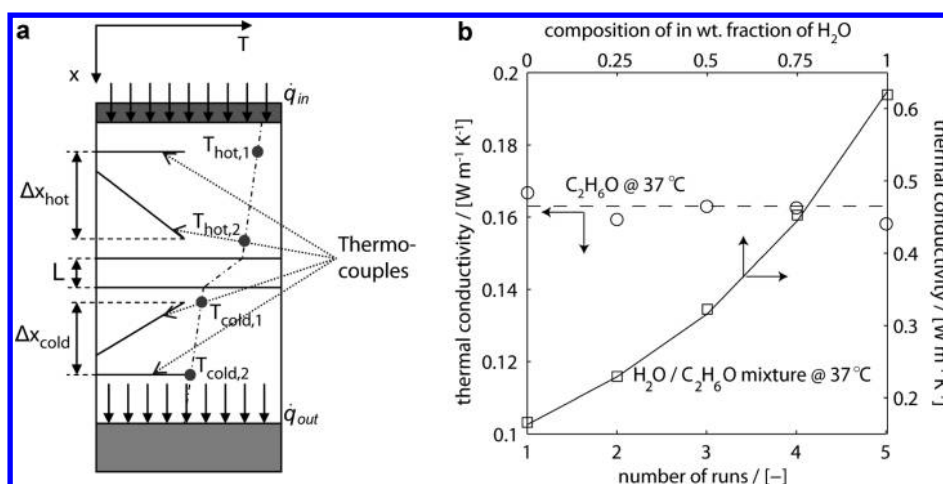 a
T
x
q̇in
Thot,1
Δxhot
Thot,2
Thermo-
couples
L
Tcold,1
Δxcold
Tcold,2
q̇out
b
composition of in wt. fraction of H2O
0 0.25 0.5 0.75 1
thermal conductivity / [W m-1 K-1]
0.2
0.18
0.16
0.14
0.12
0.1
C2H6O @ 37 °C
H2O / C2H6O mixture @ 37 °C
0.6
0.5
0.4
0.3
0.2
thermal conductivity / [W m-1 K-1]
1 2 3 4 5
number of runs / [−]